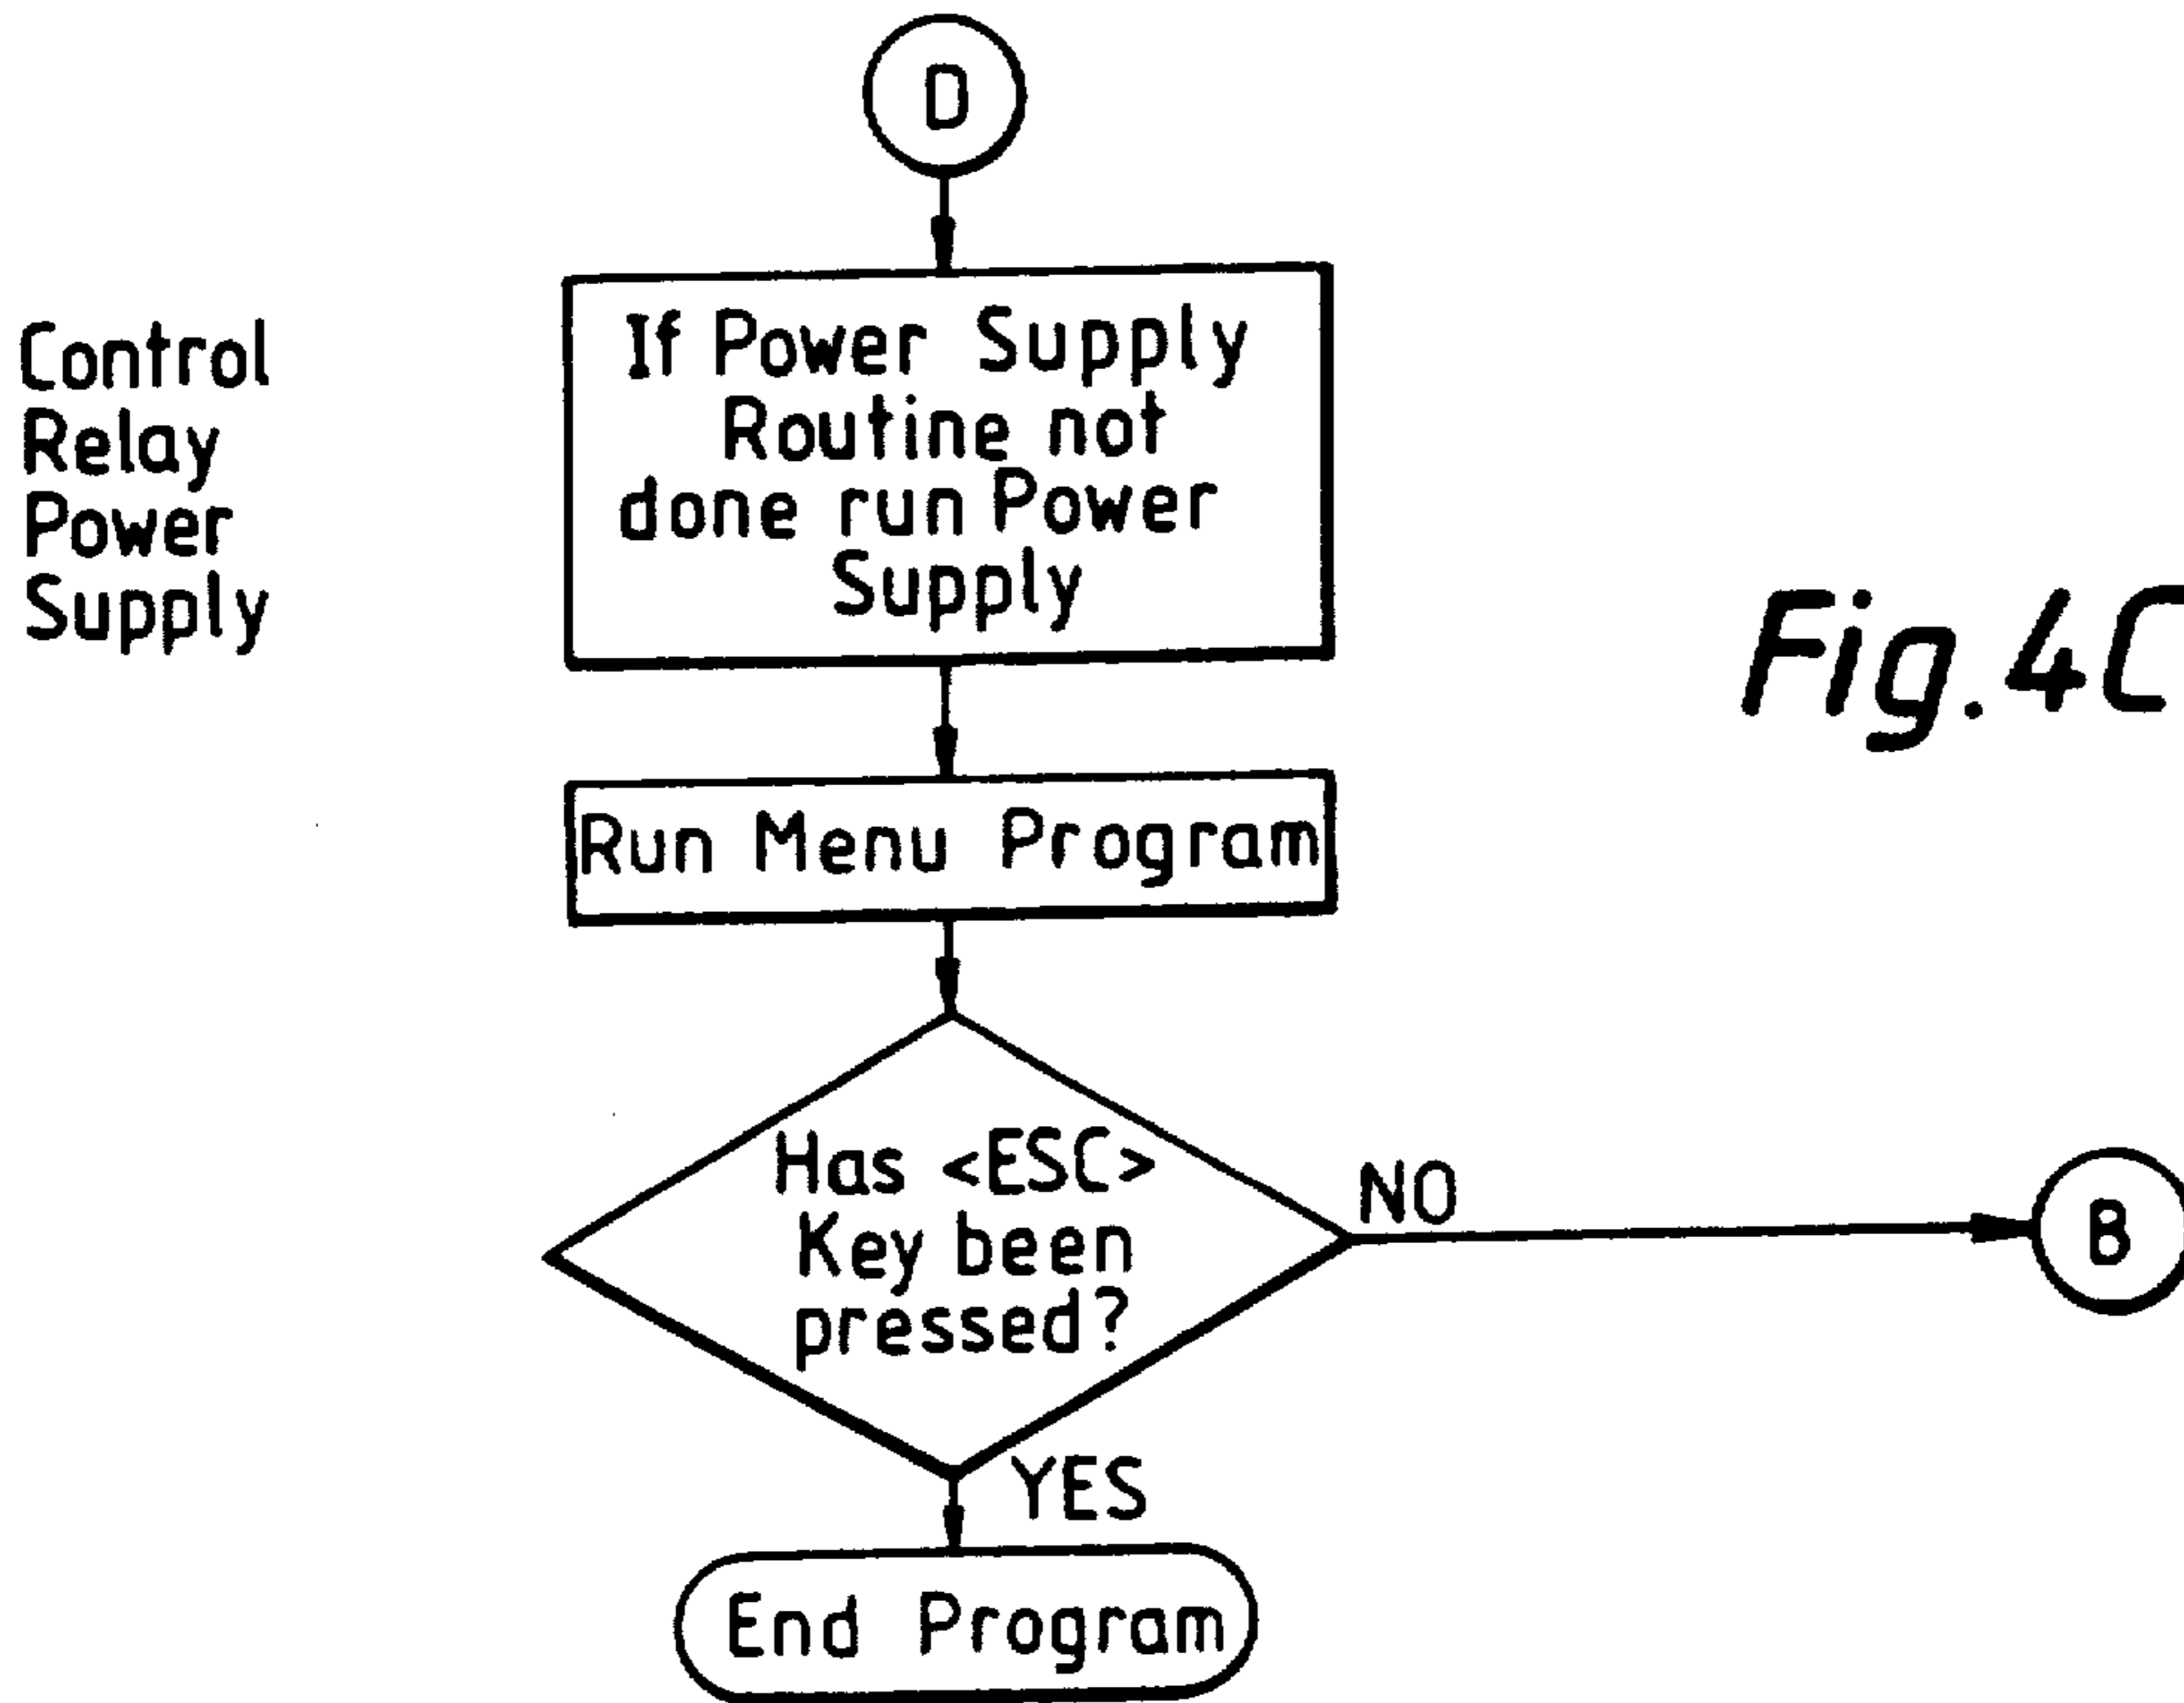 D
Control
Relay
Power
Supply
If Power Supply
Routine not
done run Power
Supply
Fig.4C
Run Menu Program
Has <ESC>
Key been
pressed?
NO
B
YES
End Program